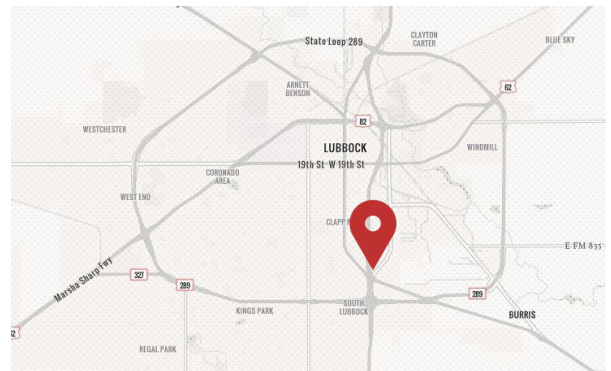 State Loop 289
CLAYTON
CARTER
BLUE SKY
ARNETT
BENSON
62
82
WESTCHESTER
LUBBOCK
WINDMILL
19th St W 19th St
CORONADO
AREA
WEST END
CLAPP
E FM 835
327
Marsha Sharp Fwy
289
289
KINGS PARK
SOUTH
LUBBOCK
BURRIS
REGAL PARK